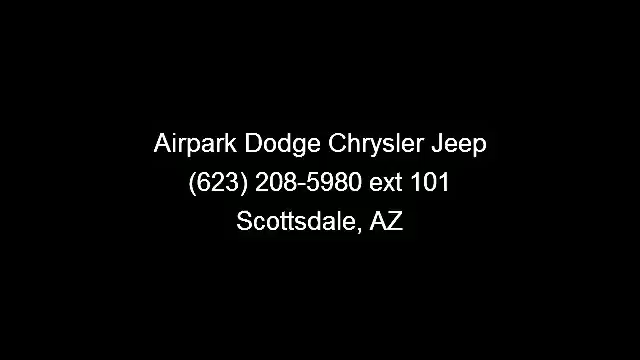 Airpark Dodge Chrysler Jeep
(623) 208-5980 ext 101
Scottsdale, AZ